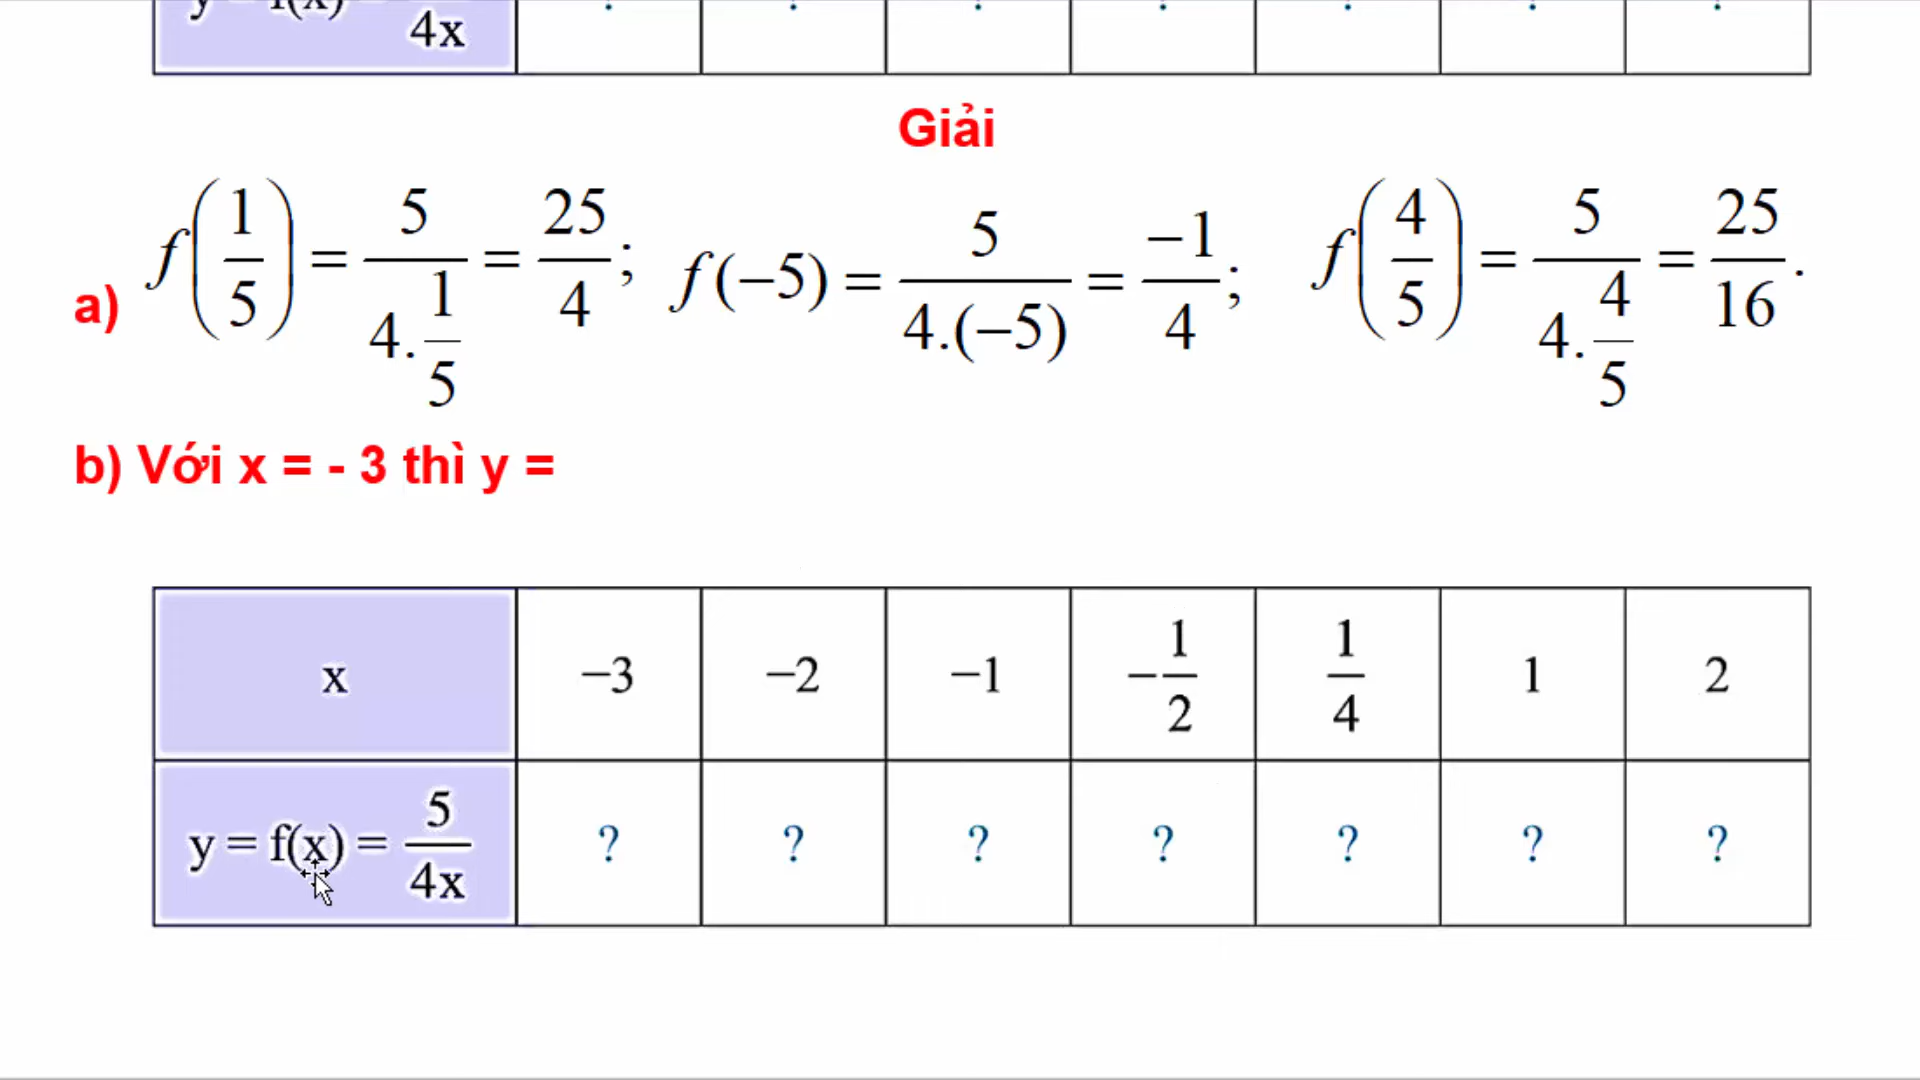 y = f(x) = 5/(4x) ? ? ? ? ? ? ?
Giải
a) f(1/5) = 5/(4.1/5) = 25/4; f(−5) = 5/(4.(−5)) = −1/4; f(4/5) = 5/(4.4/5) = 25/16.
b) Với x = - 3 thì y =
x −3 −2 −1 −1/2 1/4 1 2
y = f(x) = 5/(4x) ? ? ? ? ? ? ?